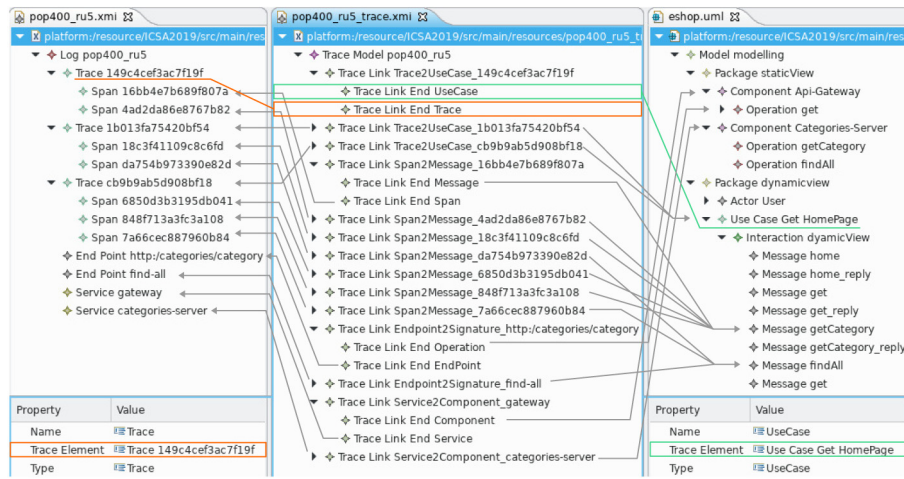 pop400_ru5.xmi
platform:/resource/ICSA2019/src/main/res
Log pop400_ru5
Trace 149c4cef3ac7f19f
Span 16bb4e7b689f807a
Span 4ad2da86e8767b82
Trace 1b013fa75420bf54
Span 18c3f41109c8c6fd
Span da754b973390e82d
Trace cb9b9ab5d908bf18
Span 6850d3b3195db041
Span 848f713a3fc3a108
Span 7a66cec887960b84
End Point http:/categories/category
End Point find-all
Service gateway
Service categories-server
Property Value
Name Trace
Trace Element Trace 149c4cef3ac7f19f
Type Trace
pop400_ru5_trace.xmi
platform:/resource/ICSA2019/src/main/resources/pop400_ru5_t
Trace Model pop400_ru5
Trace Link Trace2UseCase_149c4cef3ac7f19f
Trace Link End UseCase
Trace Link End Trace
Trace Link Trace2UseCase_1b013fa75420bf54
Trace Link Trace2UseCase_cb9b9ab5d908bf18
Trace Link Span2Message_16bb4e7b689f807a
Trace Link End Message
Trace Link End Span
Trace Link Span2Message_4ad2da86e8767b82
Trace Link Span2Message_18c3f41109c8c6fd
Trace Link Span2Message_da754b973390e82d
Trace Link Span2Message_6850d3b3195db041
Trace Link Span2Message_848f713a3fc3a108
Trace Link Span2Message_7a66cec887960b84
Trace Link Endpoint2Signature_http:/categories/category
Trace Link End Operation
Trace Link End EndPoint
Trace Link Endpoint2Signature_find-all
Trace Link Service2Component_gateway
Trace Link End Component
Trace Link End Service
Trace Link Service2Component_categories-server
eshop.uml
platform:/resource/ICSA2019/src/main/res
Model modelling
Package staticView
Component Api-Gateway
Operation get
Component Categories-Server
Operation getCategory
Operation findAll
Package dynamicview
Actor User
Use Case Get HomePage
Interaction dyamicView
Message home
Message home_reply
Message get
Message get_reply
Message getCategory
Message getCategory_reply
Message findAll
Message get
Property Value
Name UseCase
Trace Element Use Case Get HomePage
Type UseCase